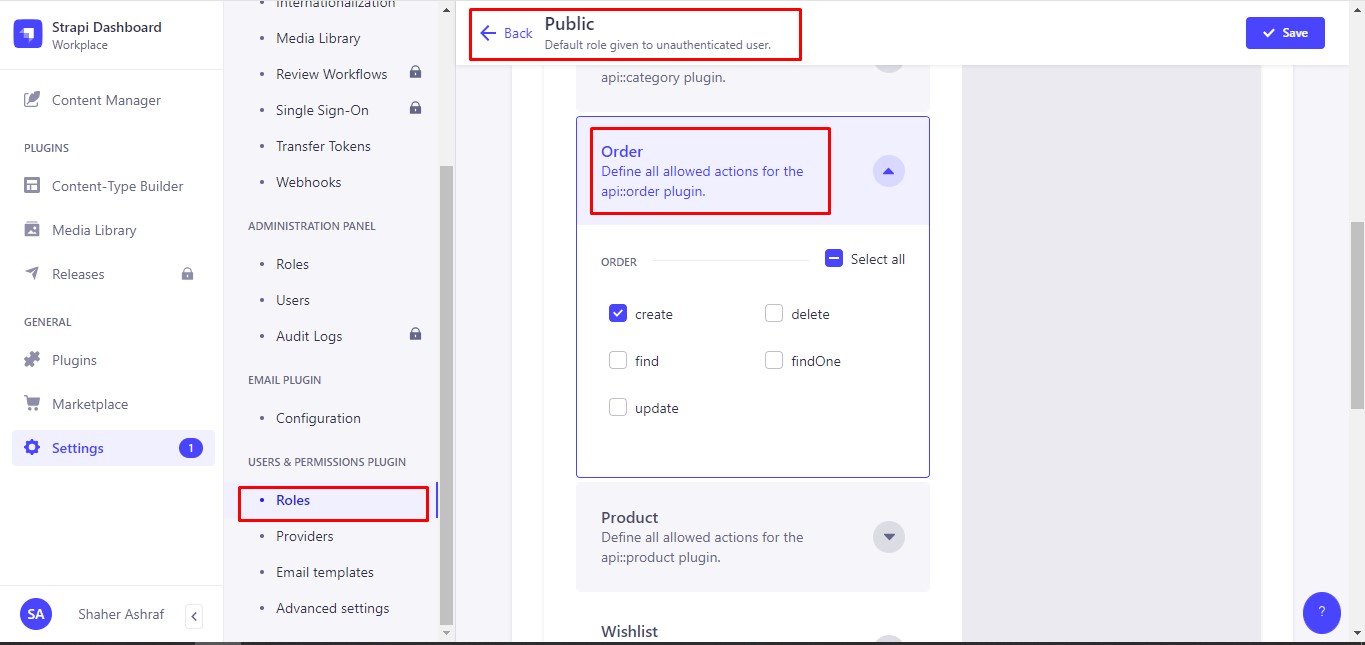 Strapi Dashboard
Workplace
Content Manager
PLUGINS
Content-Type Builder
Media Library
Releases
GENERAL
Plugins
Marketplace
Settings
1
SA
Shaher Ashraf
Internationalization
Media Library
Review Workflows
Single Sign-On
Transfer Tokens
Webhooks
ADMINISTRATION PANEL
Roles
Users
Audit Logs
EMAIL PLUGIN
Configuration
USERS & PERMISSIONS PLUGIN
Roles
Providers
Email templates
Advanced settings
Back
Public
Default role given to unauthenticated user.
Save
api::category plugin.
Order
Define all allowed actions for the
api::order plugin.
ORDER
Select all
create
delete
find
findOne
update
Product
Define all allowed actions for the
api::product plugin.
Wishlist
?